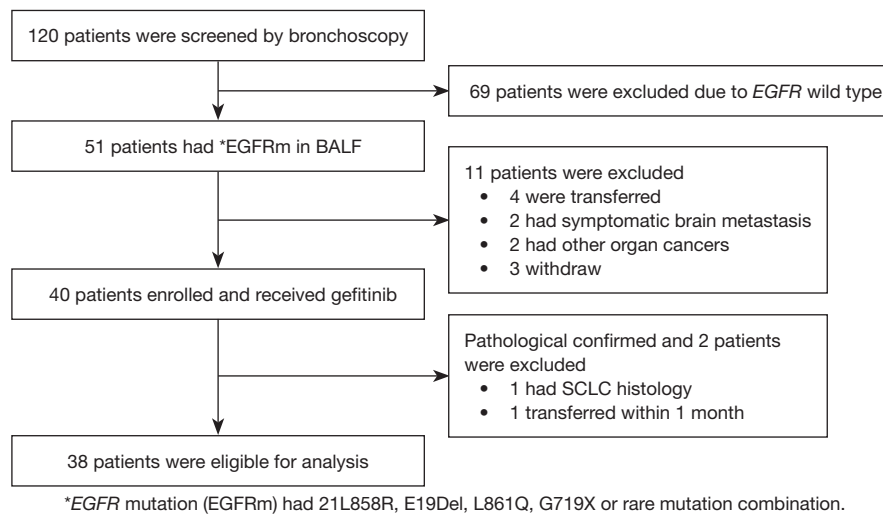 120 patients were screened by bronchoscopy
69 patients were excluded due to EGFR wild type
51 patients had *EGFRm in BALF
11 patients were excluded
• 4 were transferred
• 2 had symptomatic brain metastasis
• 2 had other organ cancers
• 3 withdraw
40 patients enrolled and received gefitinib
Pathological confirmed and 2 patients
were excluded
• 1 had SCLC histology
• 1 transferred within 1 month
38 patients were eligible for analysis
*EGFR mutation (EGFRm) had 21L858R, E19Del, L861Q, G719X or rare mutation combination.